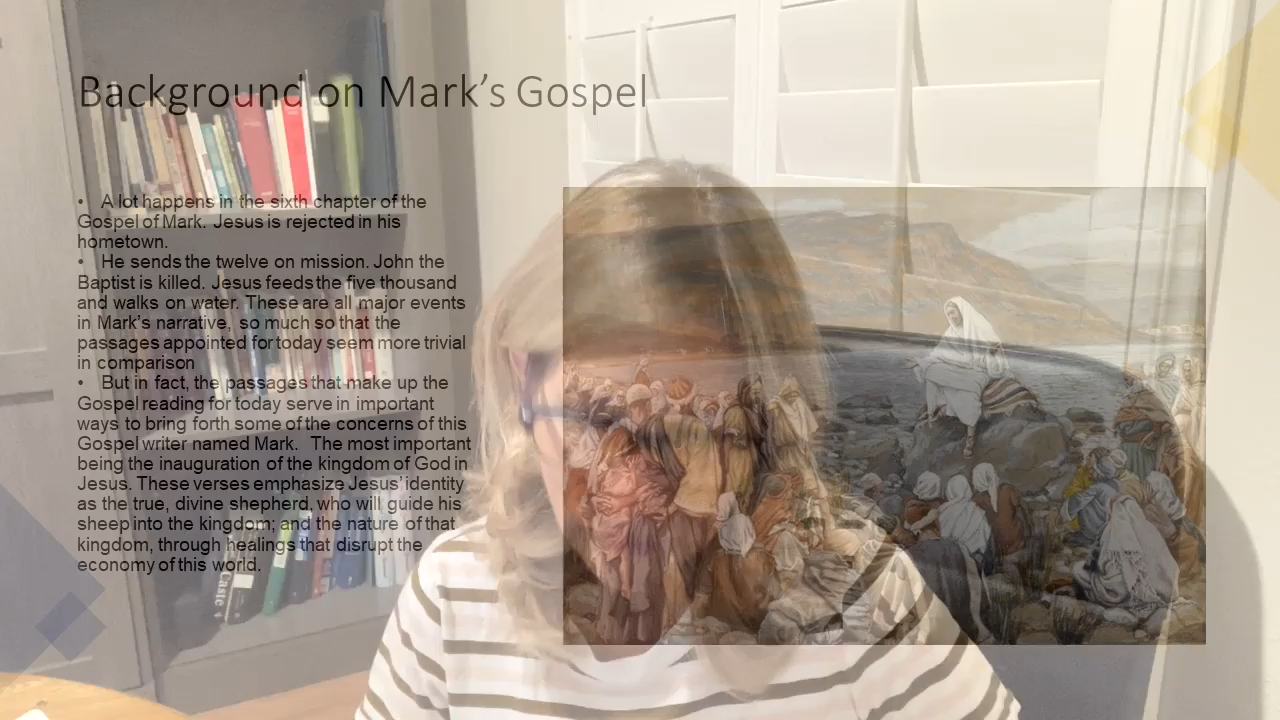 Background on Mark's Gospel
• A lot happens in the sixth chapter of the
Gospel of Mark. Jesus is rejected in his
hometown.
• He sends the twelve on mission. John the
Baptist is killed. Jesus feeds the five thousand
and walks on water. These are all major events
in Mark's narrative, so much so that the
passages appointed for today seem more trivial
in comparison
• But in fact, the passages that make up the
Gospel reading for today serve in important
ways to bring forth some of the concerns of this
Gospel writer named Mark. The most important
being the inauguration of the kingdom of God in
Jesus. These verses emphasize Jesus' identity
as the true, divine shepherd, who will guide his
sheep into the kingdom; and the nature of that
kingdom, through healings that disrupt the
economy of this world.
Caste